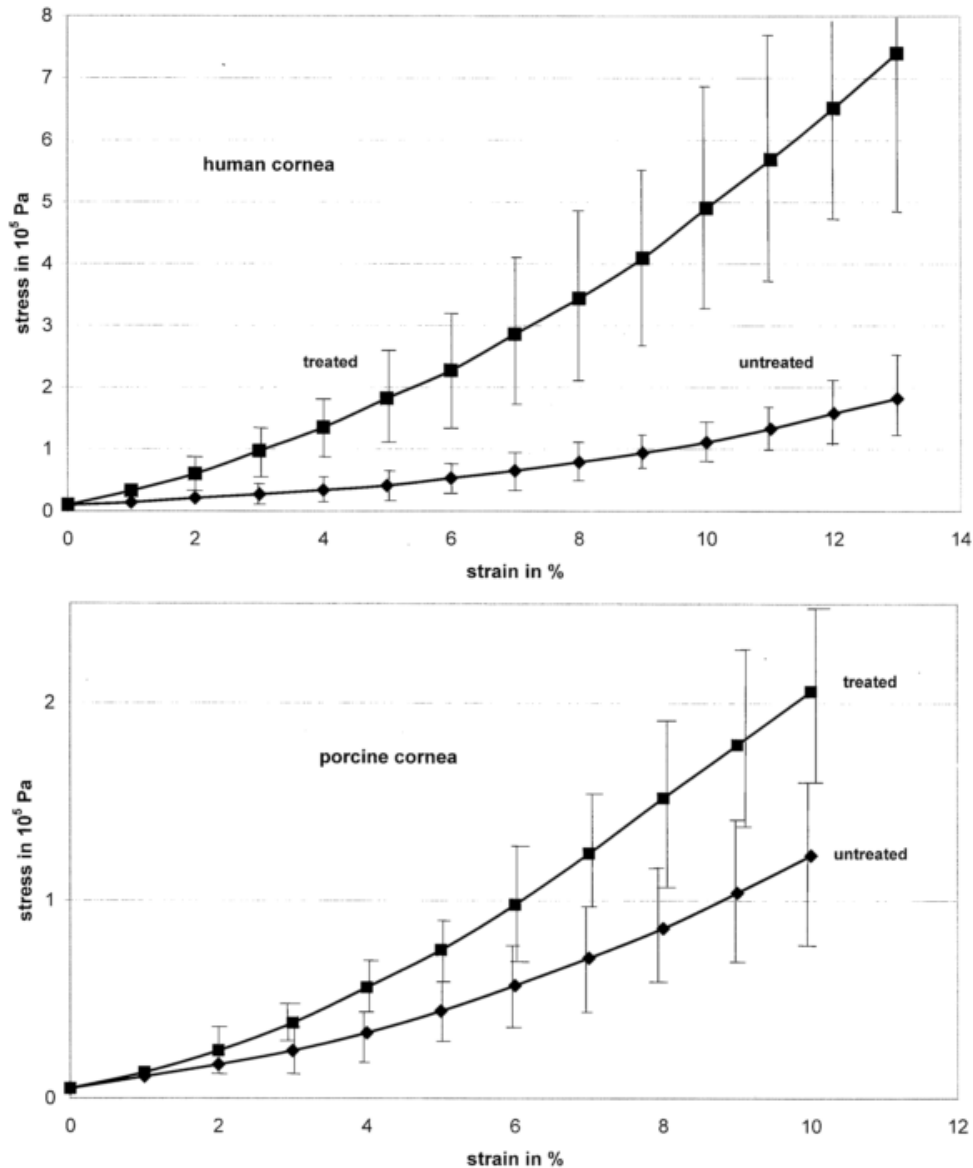 8
7
6
5
4
3
2
1
0
stress in 10⁵ Pa
human cornea
treated
untreated
0 2 4 6 8 10 12 14
strain in %
2
1
0
stress in 10⁵ Pa
porcine cornea
treated
untreated
0 2 4 6 8 10 12
strain in %